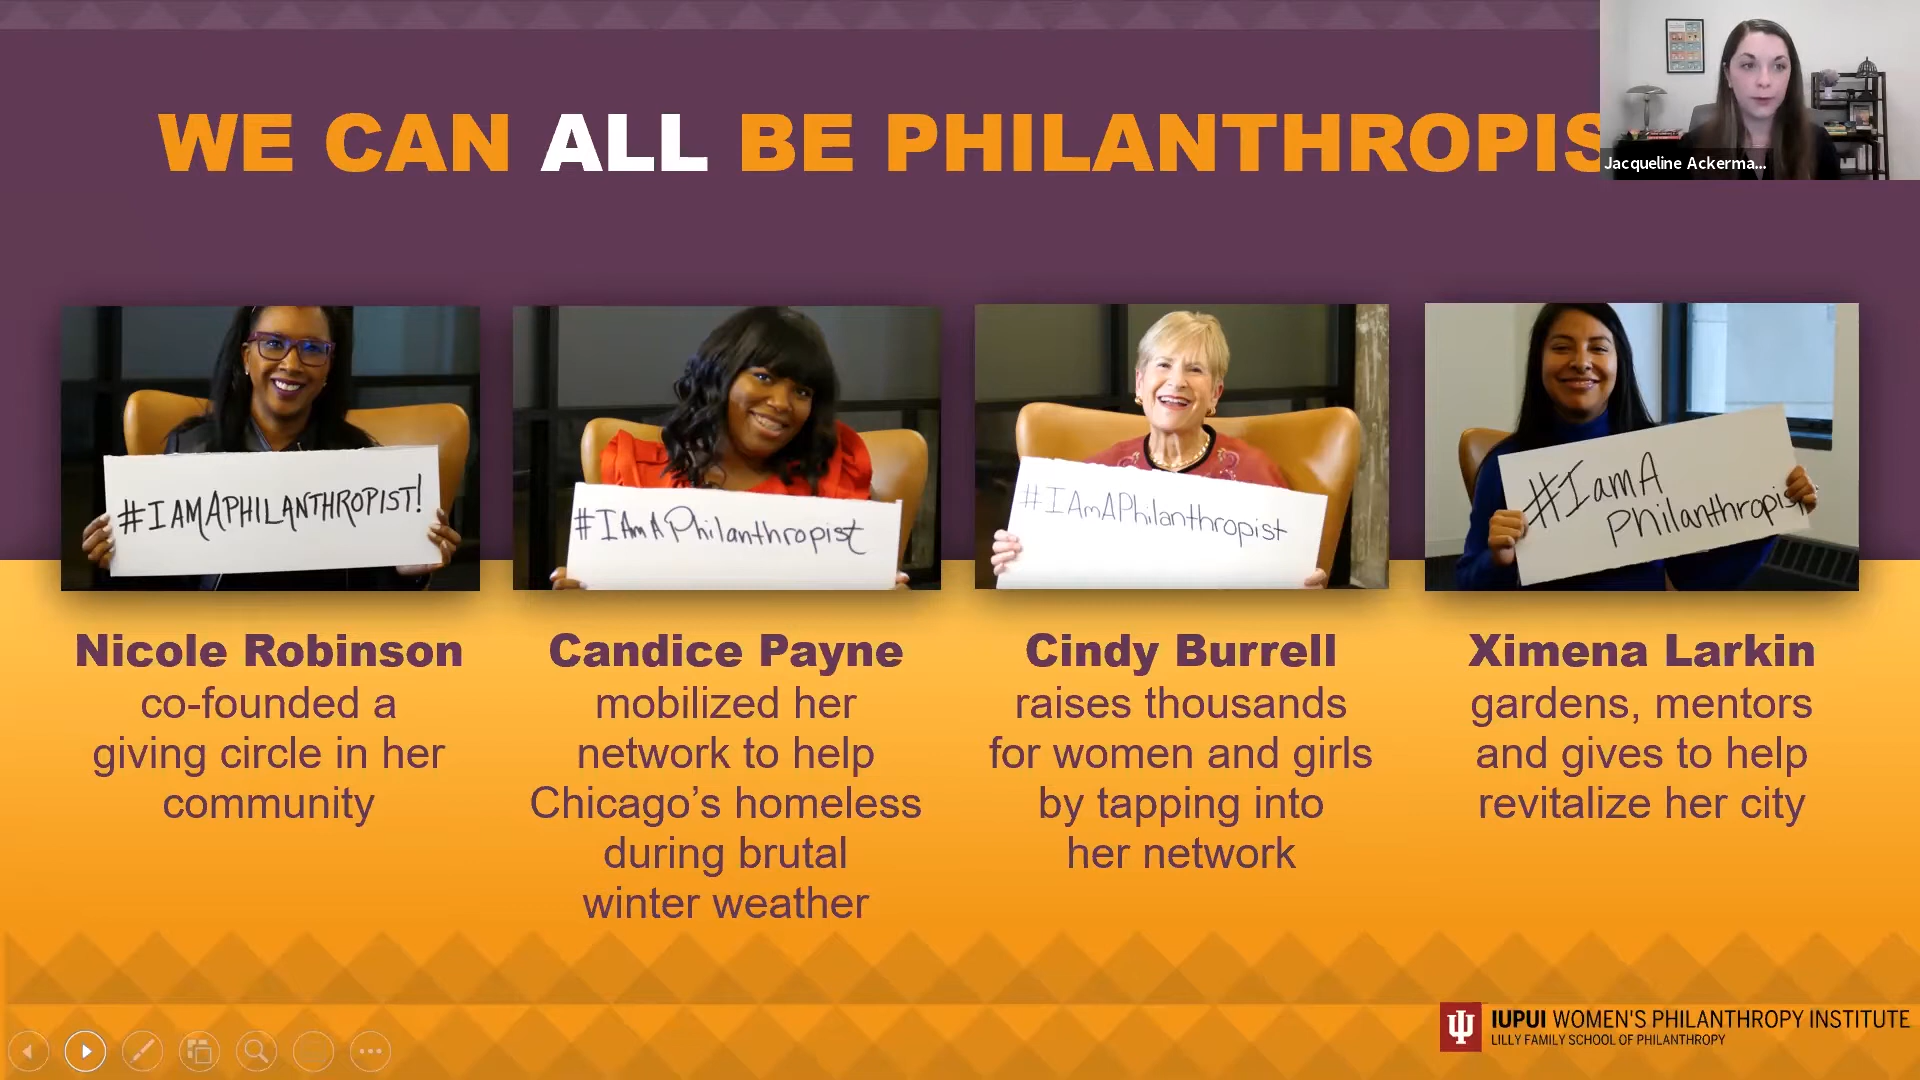 WE CAN ALL BE PHILANTHROPIS
Jacqueline Ackerma...
#IAMAPHILANTHROPIST!
#IAmAPhilanthropist
#IAmAPhilanthropist
#IamA
Philanthropist
Nicole Robinson
co-founded a
giving circle in her
community
Candice Payne
mobilized her
network to help
Chicago’s homeless
during brutal
winter weather
Cindy Burrell
raises thousands
for women and girls
by tapping into
her network
Ximena Larkin
gardens, mentors
and gives to help
revitalize her city
IUPUI WOMEN'S PHILANTHROPY INSTITUTE
LILLY FAMILY SCHOOL OF PHILANTHROPY